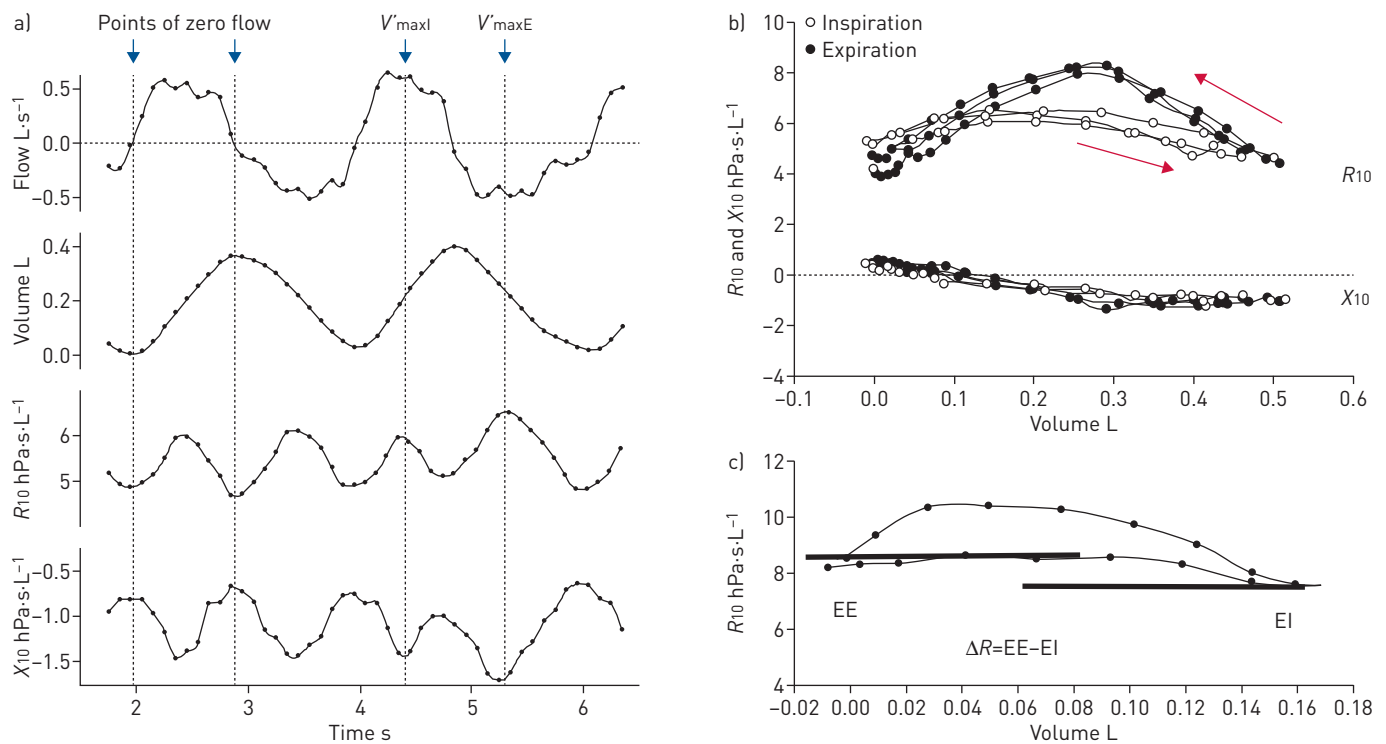 a)
Points of zero flow
V'maxI
V'maxE
Flow L·s⁻¹
0.5
0.0
−0.5
Volume L
0.4
0.2
0.0
R10 hPa·s·L⁻¹
6
5
X10 hPa·s·L⁻¹
−0.5
−1.0
−1.5
2
3
4
5
6
Time s
b)
Inspiration
Expiration
R10 and X10 hPa·s·L⁻¹
10
8
6
4
2
0
−2
−4
R10
X10
−0.1
0.0
0.1
0.2
0.3
0.4
0.5
0.6
Volume L
c)
R10 hPa·s·L⁻¹
12
10
8
6
4
EE
EI
ΔR=EE–EI
−0.02
0.00
0.02
0.04
0.06
0.08
0.10
0.12
0.14
0.16
0.18
Volume L